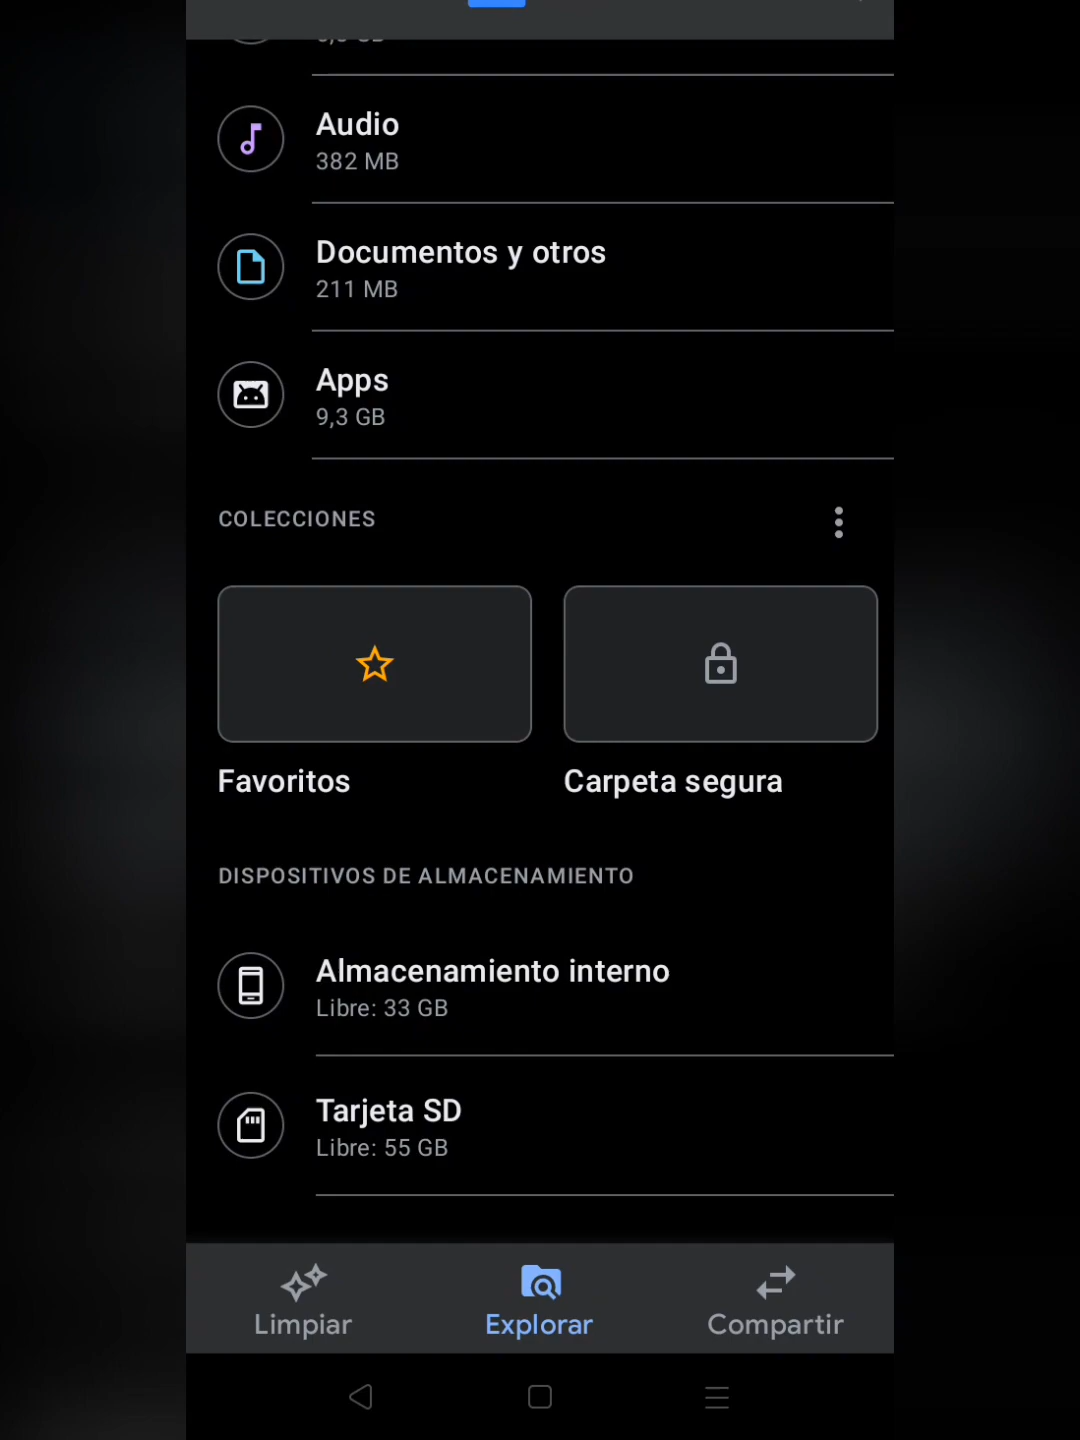 Audio
382 MB
Documentos y otros
211 MB
Apps
9,3 GB
COLECCIONES
Favoritos
Carpeta segura
DISPOSITIVOS DE ALMACENAMIENTO
Almacenamiento interno
Libre: 33 GB
Tarjeta SD
Libre: 55 GB
Limpiar
Explorar
Compartir